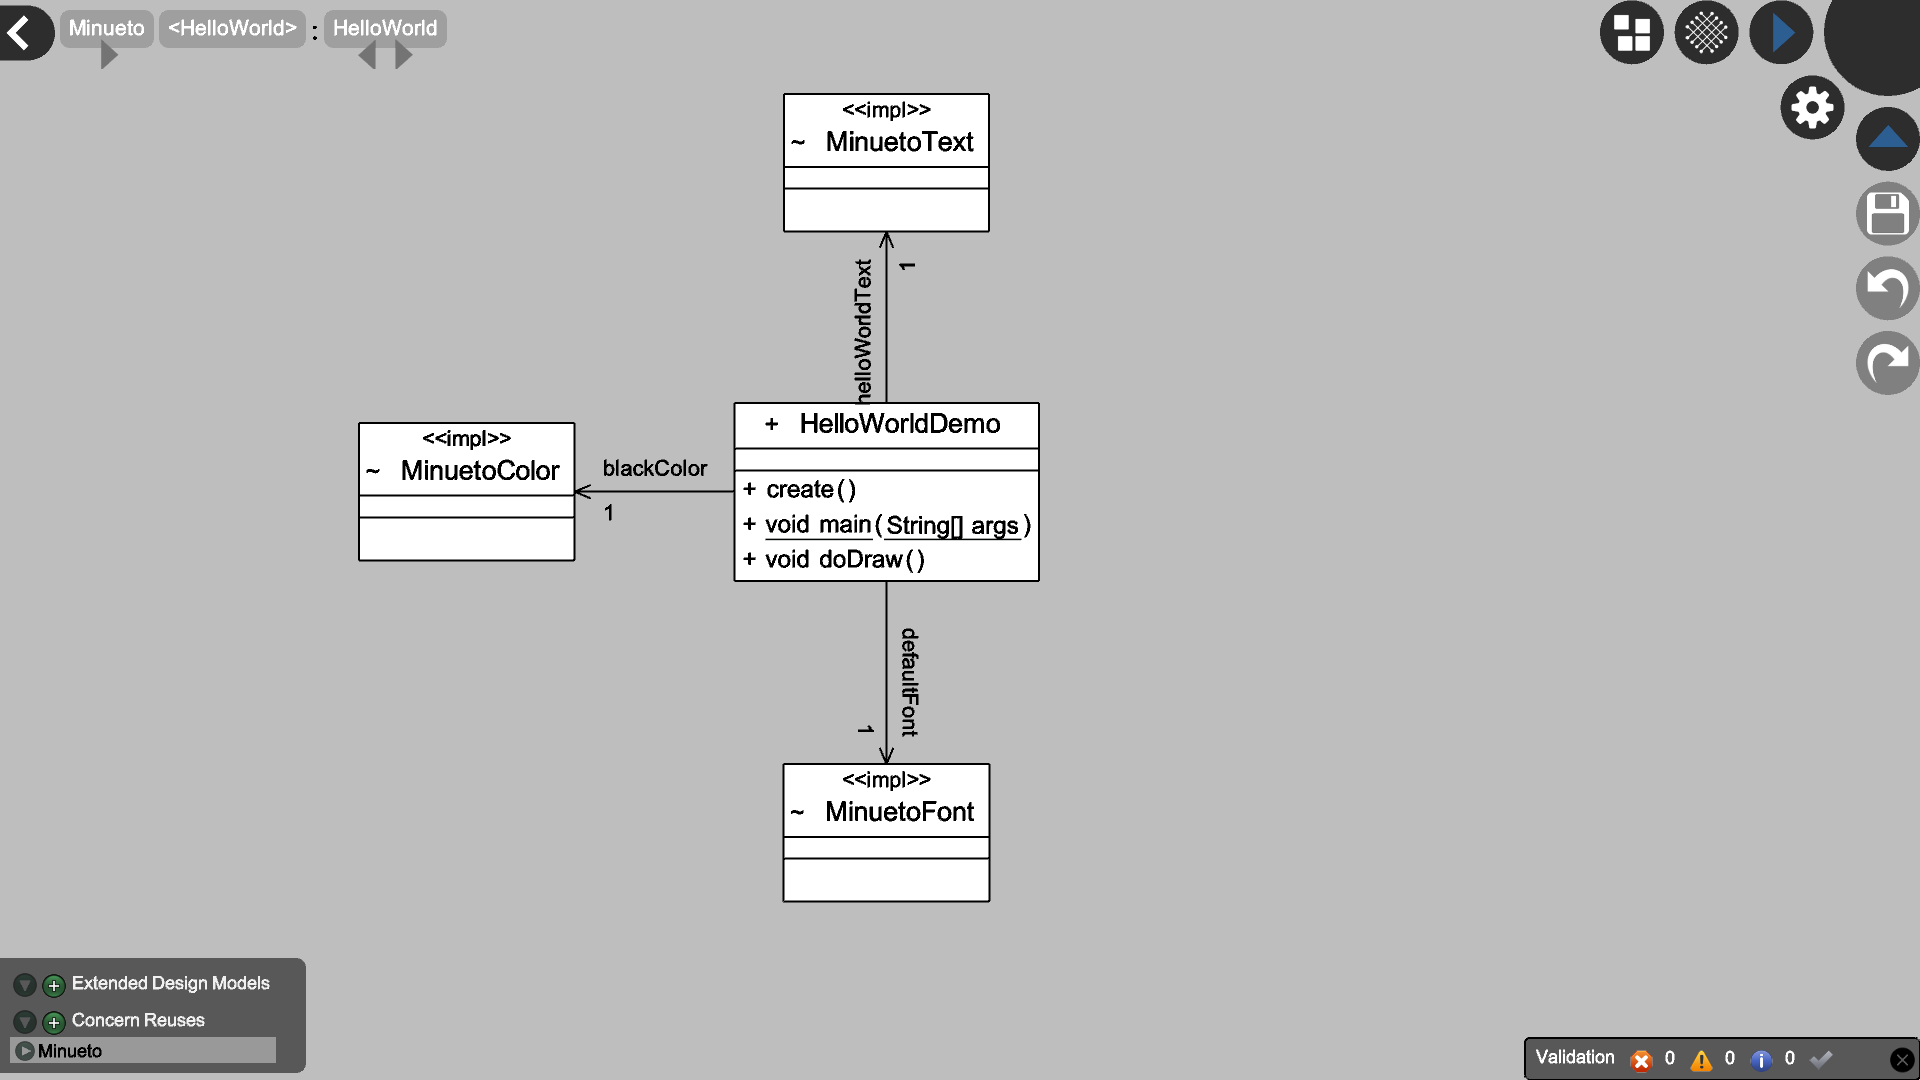 Minueto <HelloWorld> : HelloWorld
<<impl>>
~ MinuetoText
helloWorldText
1
+ HelloWorldDemo
+ create()
+ void main(String[] args)
+ void doDraw()
<<impl>>
~ MinuetoColor
blackColor
1
defaultFont
1
<<impl>>
~ MinuetoFont
Extended Design Models
Concern Reuses
Minueto
Validation 0 0 0